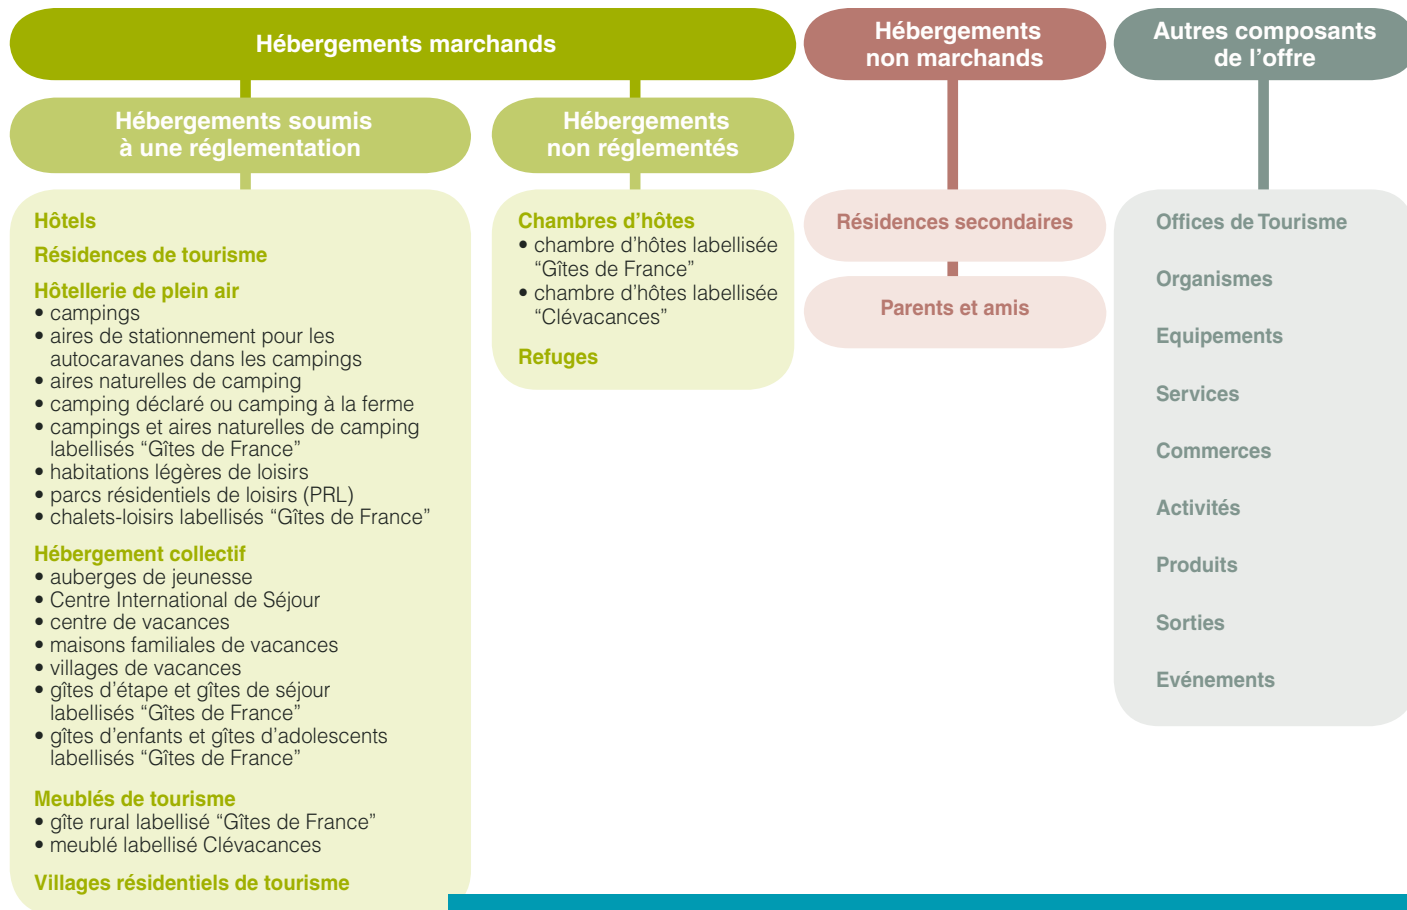 Hébergements marchands
Hébergements soumis
à une réglementation
Hôtels
Résidences de tourisme
Hôtellerie de plein air
• campings
• aires de stationnement pour les
autocaravanes dans les campings
• aires naturelles de camping
• camping déclaré ou camping à la ferme
• campings et aires naturelles de camping
labellisés “Gîtes de France”
• habitations légères de loisirs
• parcs résidentiels de loisirs (PRL)
• chalets-loisirs labellisés “Gîtes de France”
Hébergement collectif
• auberges de jeunesse
• Centre International de Séjour
• centre de vacances
• maisons familiales de vacances
• villages de vacances
• gîtes d’étape et gîtes de séjour
labellisés “Gîtes de France”
• gîtes d’enfants et gîtes d’adolescents
labellisés “Gîtes de France”
Meublés de tourisme
• gîte rural labellisé “Gîtes de France”
• meublé labellisé Clévacances
Villages résidentiels de tourisme
Hébergements
non réglementés
Chambres d’hôtes
• chambre d’hôtes labellisée
“Gîtes de France”
• chambre d’hôtes labellisée
“Clévacances”
Refuges
Hébergements
non marchands
Résidences secondaires
Parents et amis
Autres composants
de l’offre
Offices de Tourisme
Organismes
Equipements
Services
Commerces
Activités
Produits
Sorties
Evénements